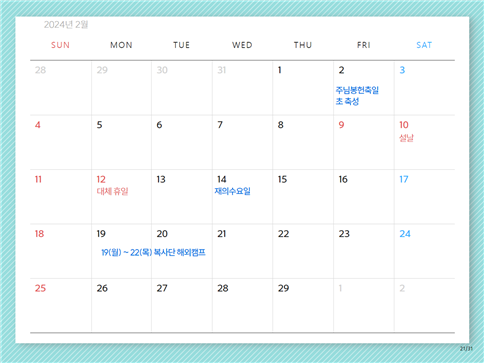 2024년 2월
SUN MON TUE WED THU FRI SAT
28 29 30 31 1 2 3
주님봉헌축일
초 축성
4 5 6 7 8 9 10
설날
11 12 13 14 15 16 17
대체 휴일 재의수요일
18 19 20 21 22 23 24
19(월) ~ 22(목) 복사단 해외캠프
25 26 27 28 29 1 2
21/21